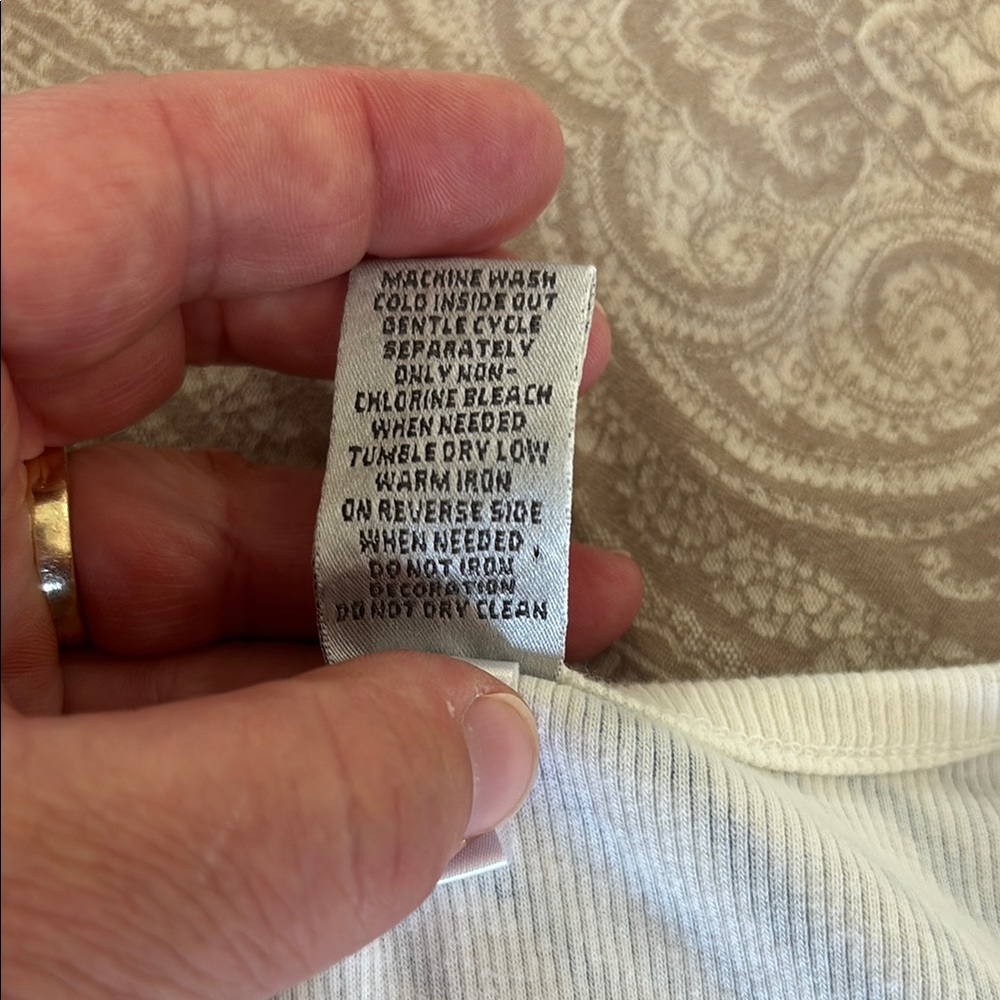 MACHINE WASH
COLD INSIDE OUT
GENTLE CYCLE
SEPARATELY
ONLY NON-
CHLORINE BLEACH
WHEN NEEDED
TUMBLE DRY LOW
WARM IRON
ON REVERSE SIDE
WHEN NEEDED,
DO NOT IRON
DECORATION
DO NOT DRY CLEAN